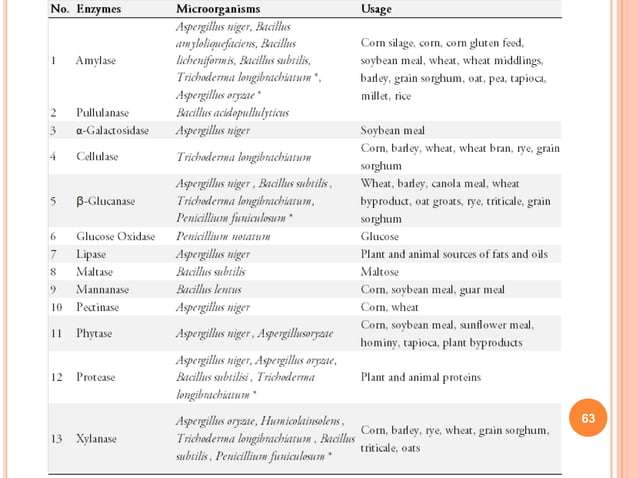 No. Enzymes Microorganisms Usage
Aspergillus niger, Bacillus
amyloliquefaciens, Bacillus
licheniformis, Bacillus subtilis,
Trichoderma longibrachiatum *,
Aspergillus oryzae *
1 Amylase
Corn silage, corn, corn gluten feed,
soybean meal, wheat, wheat middlings,
barley, grain sorghum, oat, pea, tapioca,
millet, rice
2 Pullulanase Bacillus acidopullulyticus
3 α-Galactosidase Aspergillus niger Soybean meal
4 Cellulase Trichoderma longibrachiatum
Corn, barley, wheat, wheat bran, rye, grain
sorghum
5 β-Glucanase
Aspergillus niger , Bacillus subtilis ,
Trichoderma longibrachiatum,
Penicillium funiculosum *
Wheat, barley, canola meal, wheat
byproduct, oat groats, rye, triticale, grain
sorghum
6 Glucose Oxidase Penicillium notatum Glucose
7 Lipase Aspergillus niger Plant and animal sources of fats and oils
8 Maltase Bacillus subtilis Maltose
9 Mannanase Bacillus lentus Corn, soybean meal, guar meal
10 Pectinase Aspergillus niger Corn, wheat
11 Phytase Aspergillus niger , Aspergillusoryzae
Corn, soybean meal, sunflower meal,
hominy, tapioca, plant byproducts
12 Protease
Aspergillus niger, Aspergillus oryzae,
Bacillus subtilisi , Trichoderma
longibrachiatum *
Plant and animal proteins
13 Xylanase
Aspergillus oryzae, Humicolainsolens ,
Trichoderma longibrachiatum , Bacillus
subtilis , Penicillium funiculosum *
Corn, barley, rye, wheat, grain sorghum,
triticale, oats
63